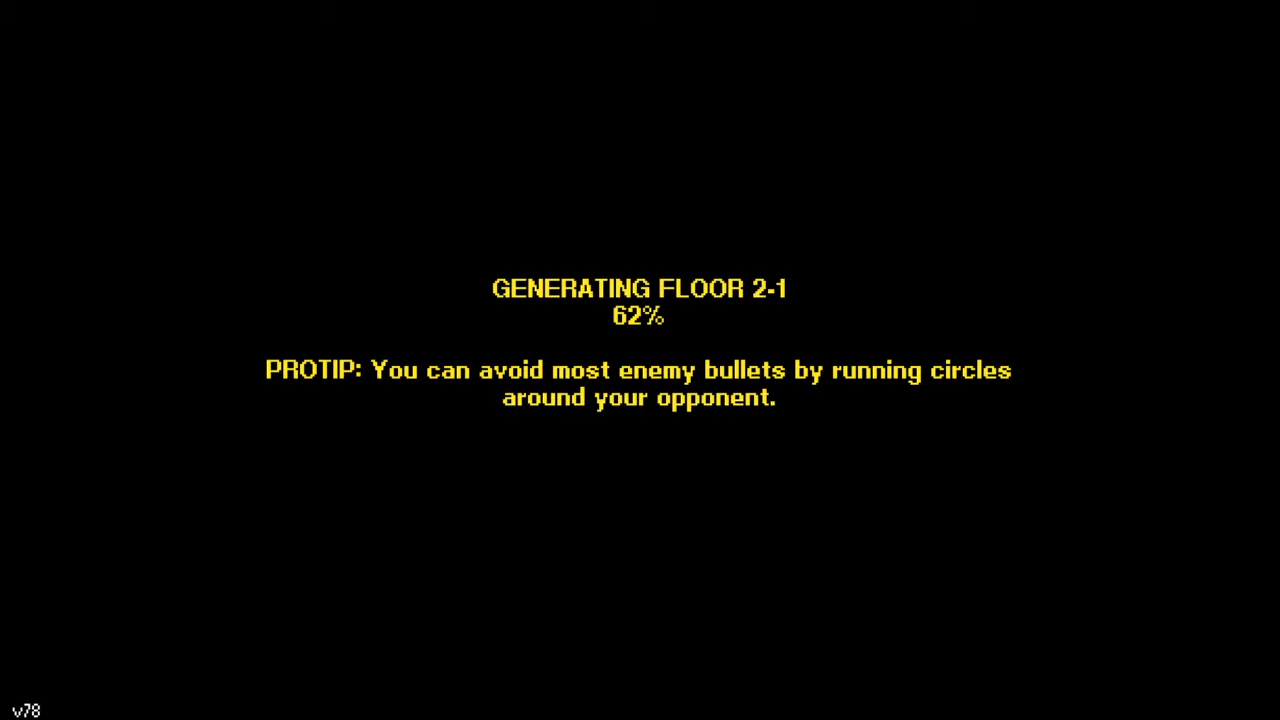 GENERATING FLOOR 2-1
62%
PROTIP: You can avoid most enemy bullets by running circles
around your opponent.
v78